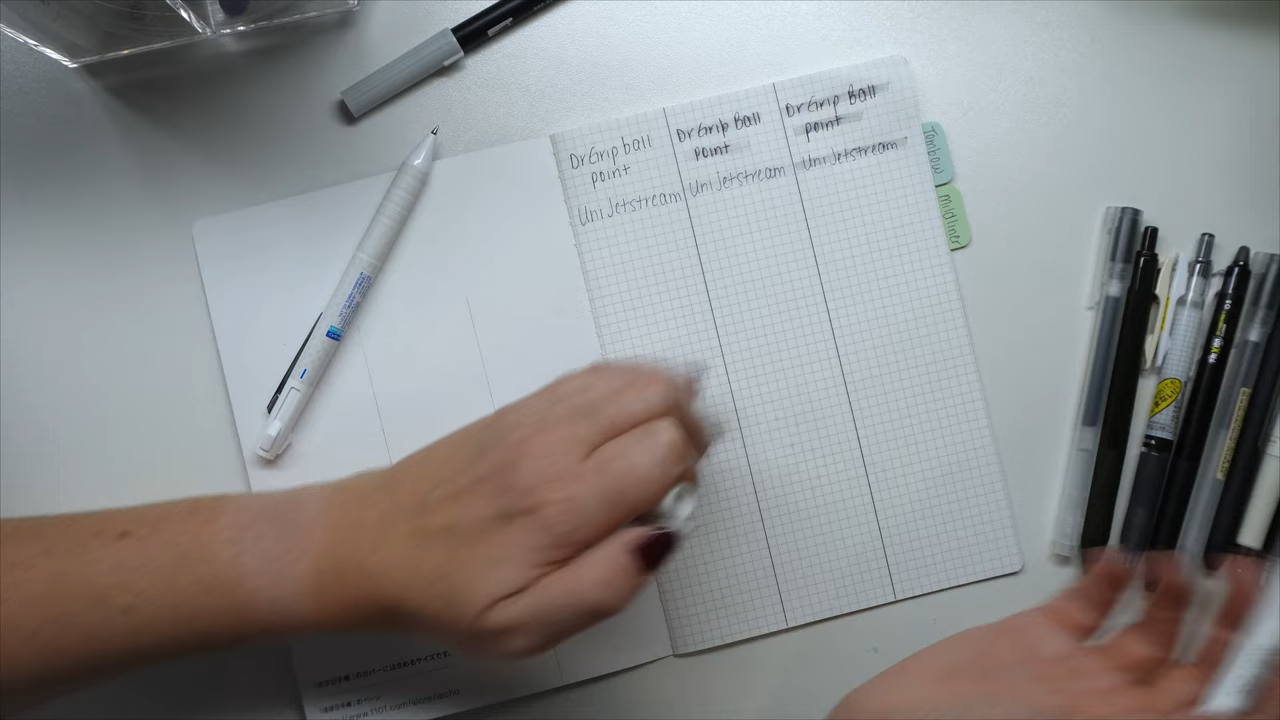 Dr Grip ball
point
Uni Jetstream
Dr Grip Ball
point
Uni Jetstream
Dr Grip Ball
point
Uni Jetstream
Tombow
mildliner